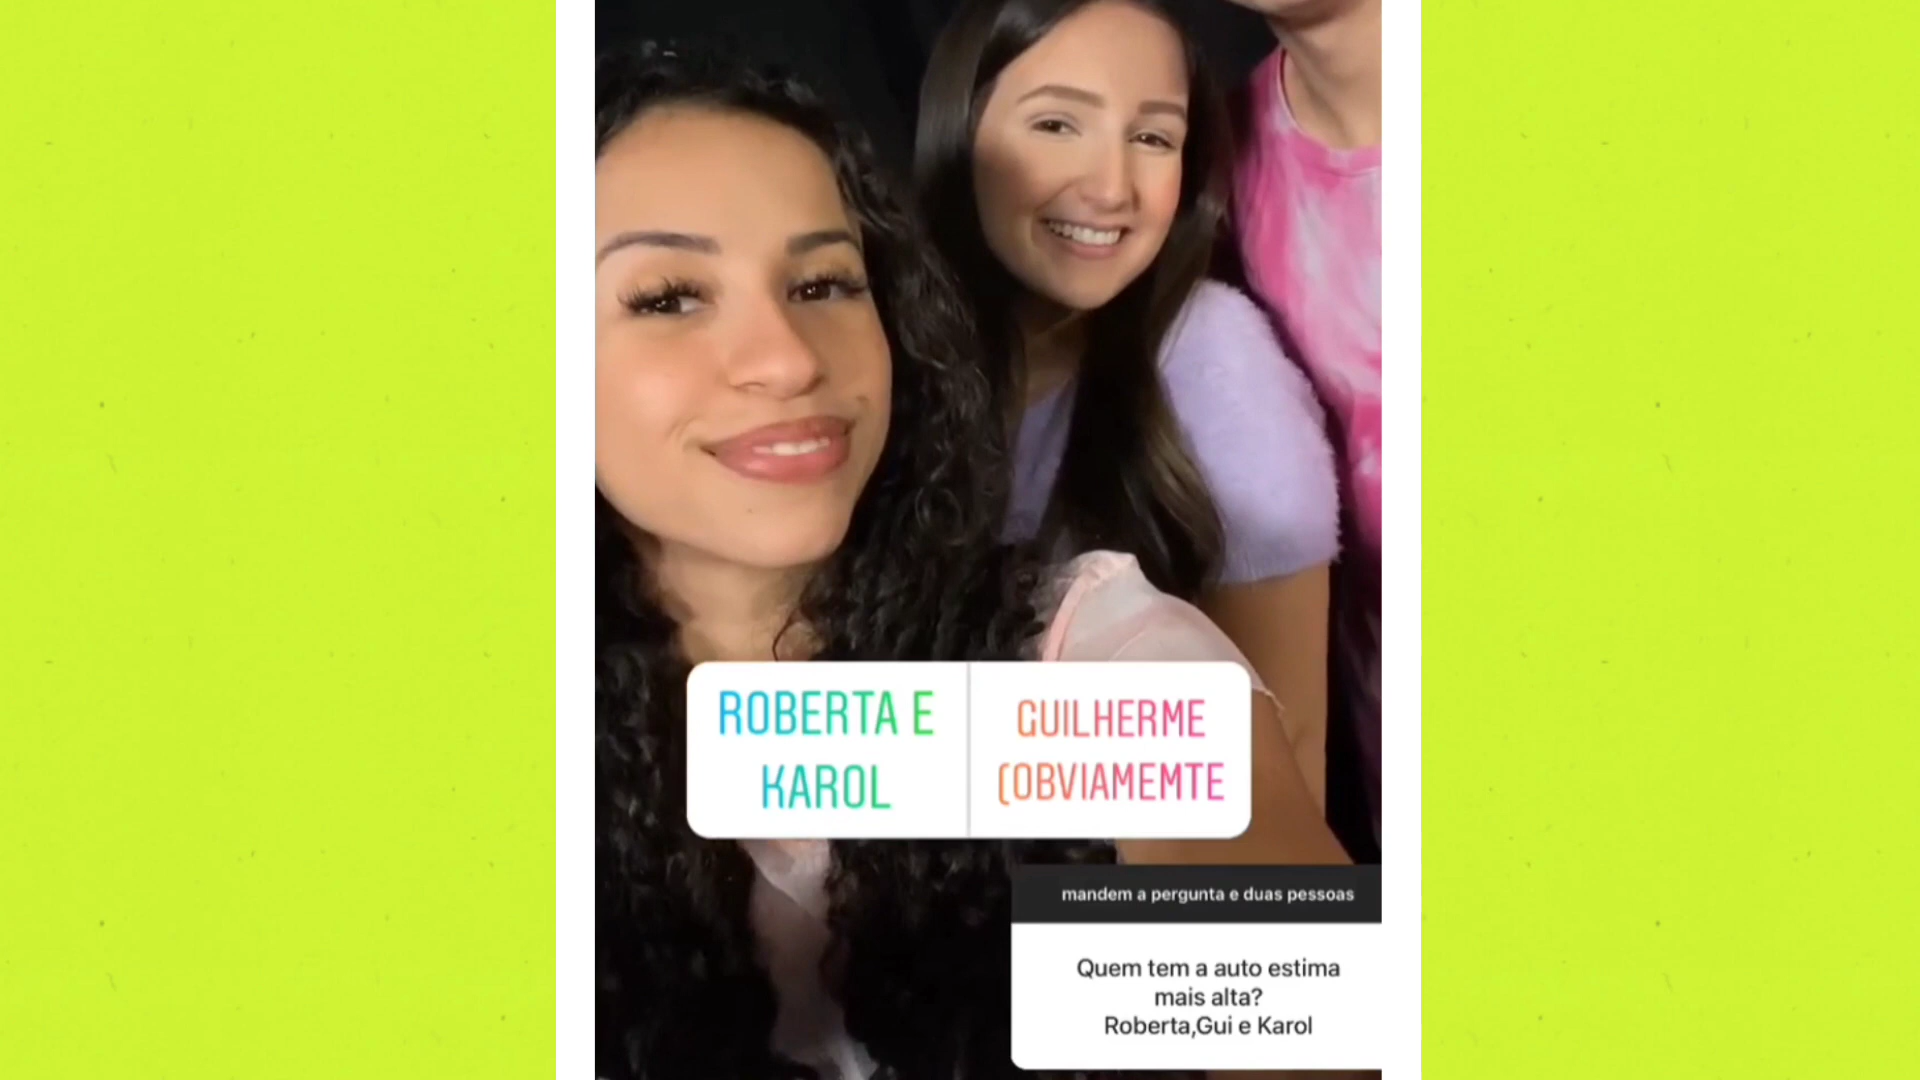 ROBERTA E
KAROL
GUILHERME
(OBVIAMEMTE
mandem a pergunta e duas pessoas
Quem tem a auto estima
mais alta?
Roberta,Gui e Karol